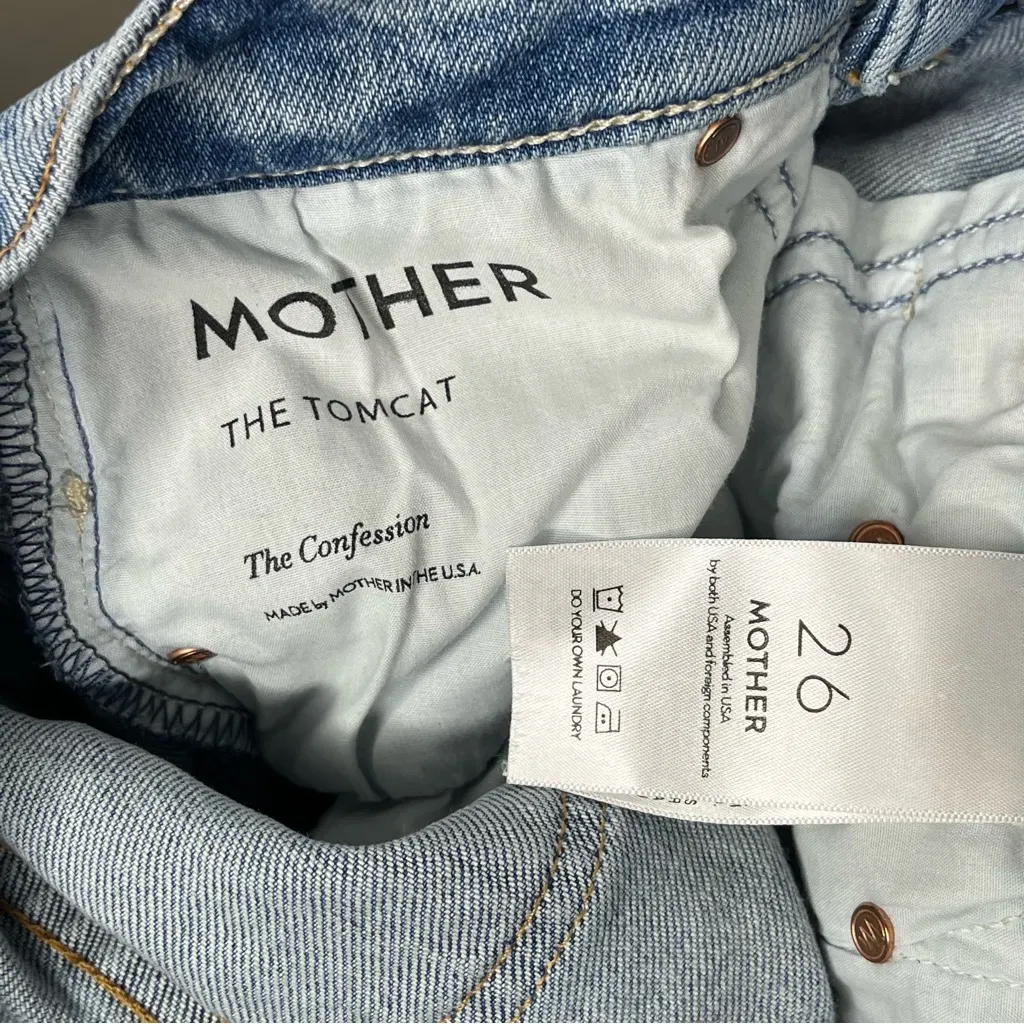 MOTHER
THE TOMCAT
The Confession
MADE by MOTHER IN THE U.S.A.
26
MOTHER
Assembled in USA
by both USA and foreign components
DO YOUR OWN LAUNDRY